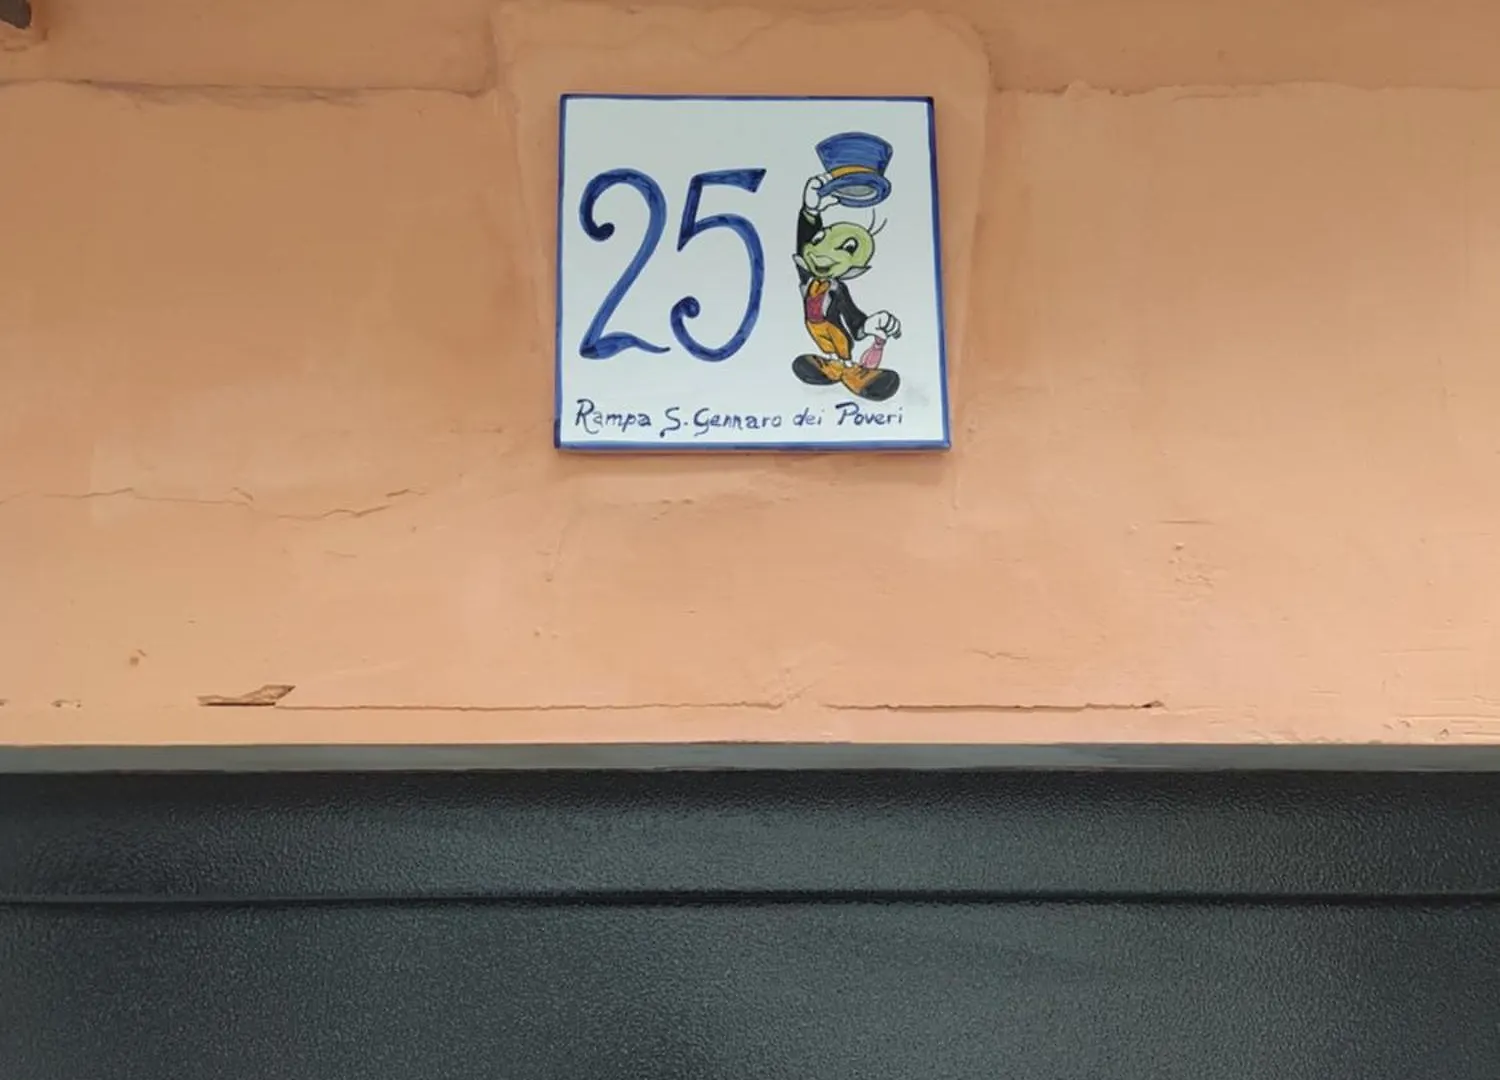 25
Rampa S. Gennaro dei Poveri